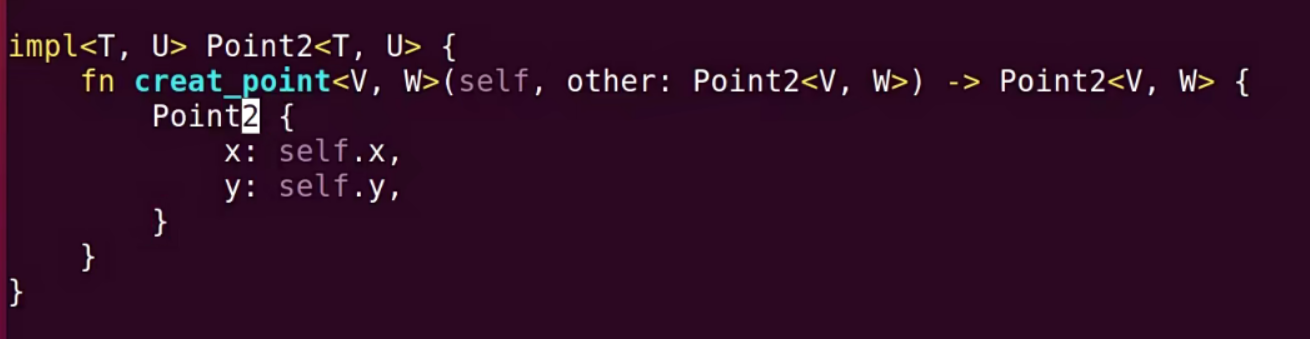 impl<T, U> Point2<T, U> {
    fn creat_point<V, W>(self, other: Point2<V, W>) -> Point2<V, W> {
        Point2 {
            x: self.x,
            y: self.y,
        }
    }
}